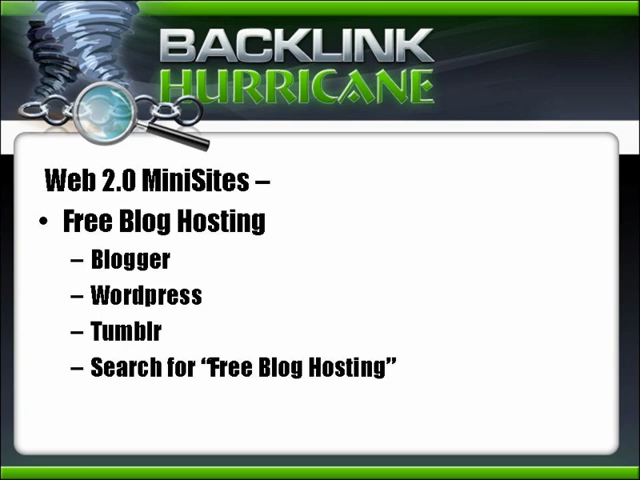 BACKLINK
HURRICANE
Web 2.0 MiniSites –
• Free Blog Hosting
– Blogger
– Wordpress
– Tumblr
– Search for “Free Blog Hosting”